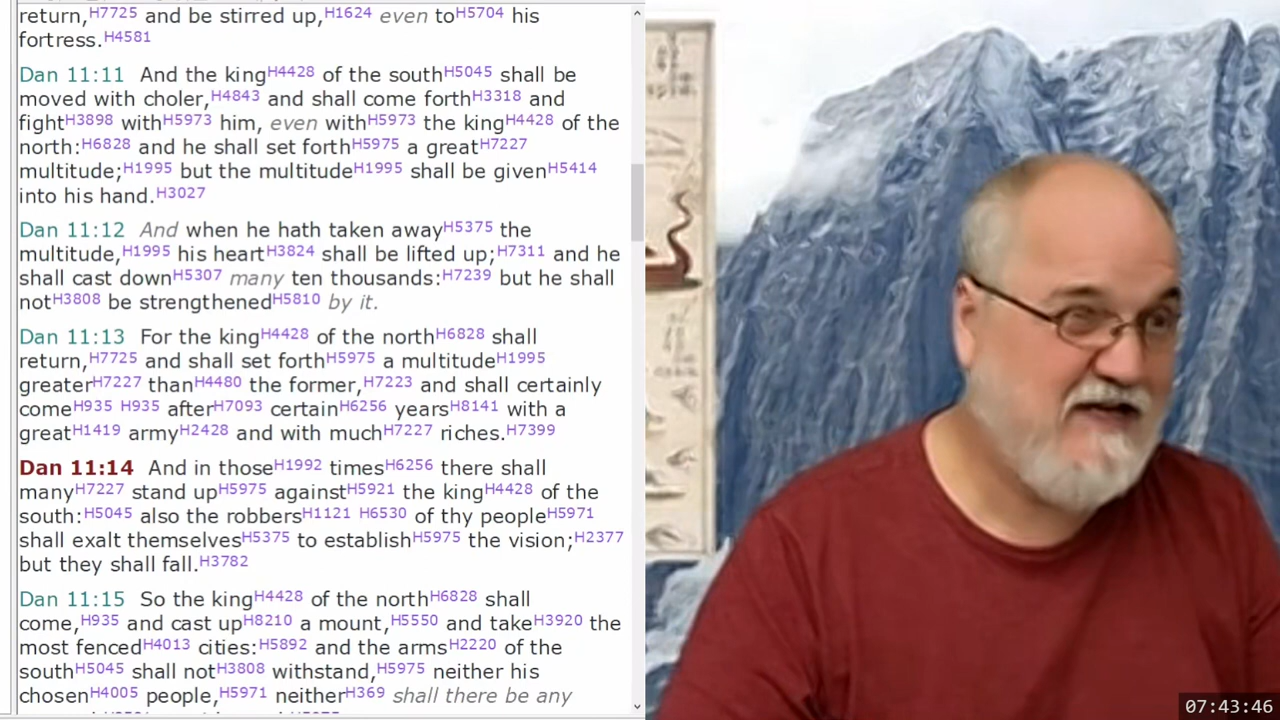 return,H7725 and be stirred up,H1624 even toH5704 his
fortress.H4581
Dan 11:11 And the kingH4428 of the southH5045 shall be
moved with choler,H4843 and shall come forthH3318 and
fightH3898 withH5973 him, even withH5973 the kingH4428 of the
north:H6828 and he shall set forthH5975 a greatH7227
multitude;H1995 but the multitudeH1995 shall be givenH5414
into his hand.H3027
Dan 11:12 And when he hath taken awayH5375 the
multitude,H1995 his heartH3824 shall be lifted up;H7311 and he
shall cast downH5307 many ten thousands:H7239 but he shall
notH3808 be strengthenedH5810 by it.
Dan 11:13 For the kingH4428 of the northH6828 shall
return,H7725 and shall set forthH5975 a multitudeH1995
greaterH7227 thanH4480 the former,H7223 and shall certainly
comeH935 H935 afterH7093 certainH6256 yearsH8141 with a
greatH1419 armyH2428 and with muchH7227 riches.H7399
Dan 11:14 And in thoseH1992 timesH6256 there shall
manyH7227 stand upH5975 againstH5921 the kingH4428 of the
south:H5045 also the robbersH1121 H6530 of thy peopleH5971
shall exalt themselvesH5375 to establishH5975 the vision;H2377
but they shall fall.H3782
Dan 11:15 So the kingH4428 of the northH6828 shall
come,H935 and cast upH8210 a mount,H5550 and takeH3920 the
most fencedH4013 cities:H5892 and the armsH2220 of the
southH5045 shall notH3808 withstand,H5975 neither his
chosenH4005 people,H5971 neitherH369 shall there be any
07:43:46